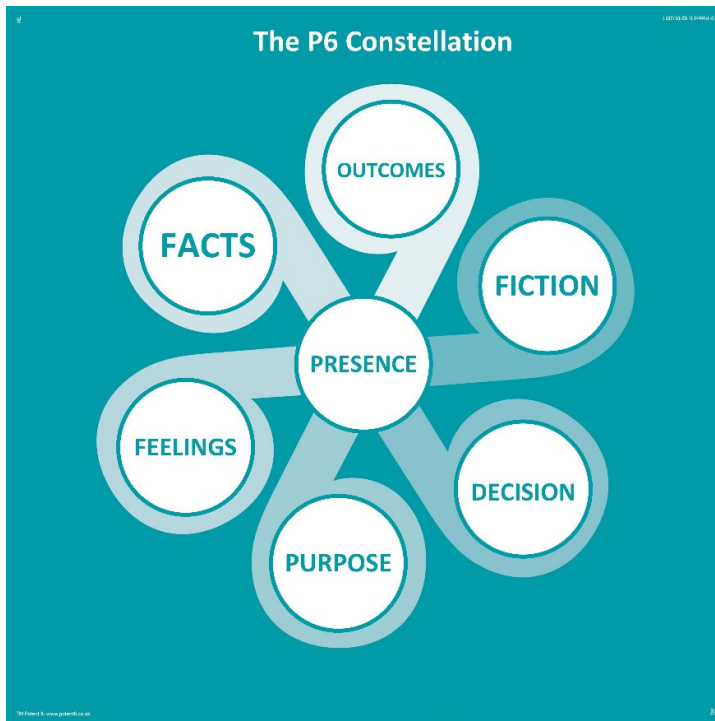 The P6 Constellation
OUTCOMES
FACTS
FICTION
PRESENCE
FEELINGS
DECISION
PURPOSE
TM Potent 6: www.potent6.co.uk